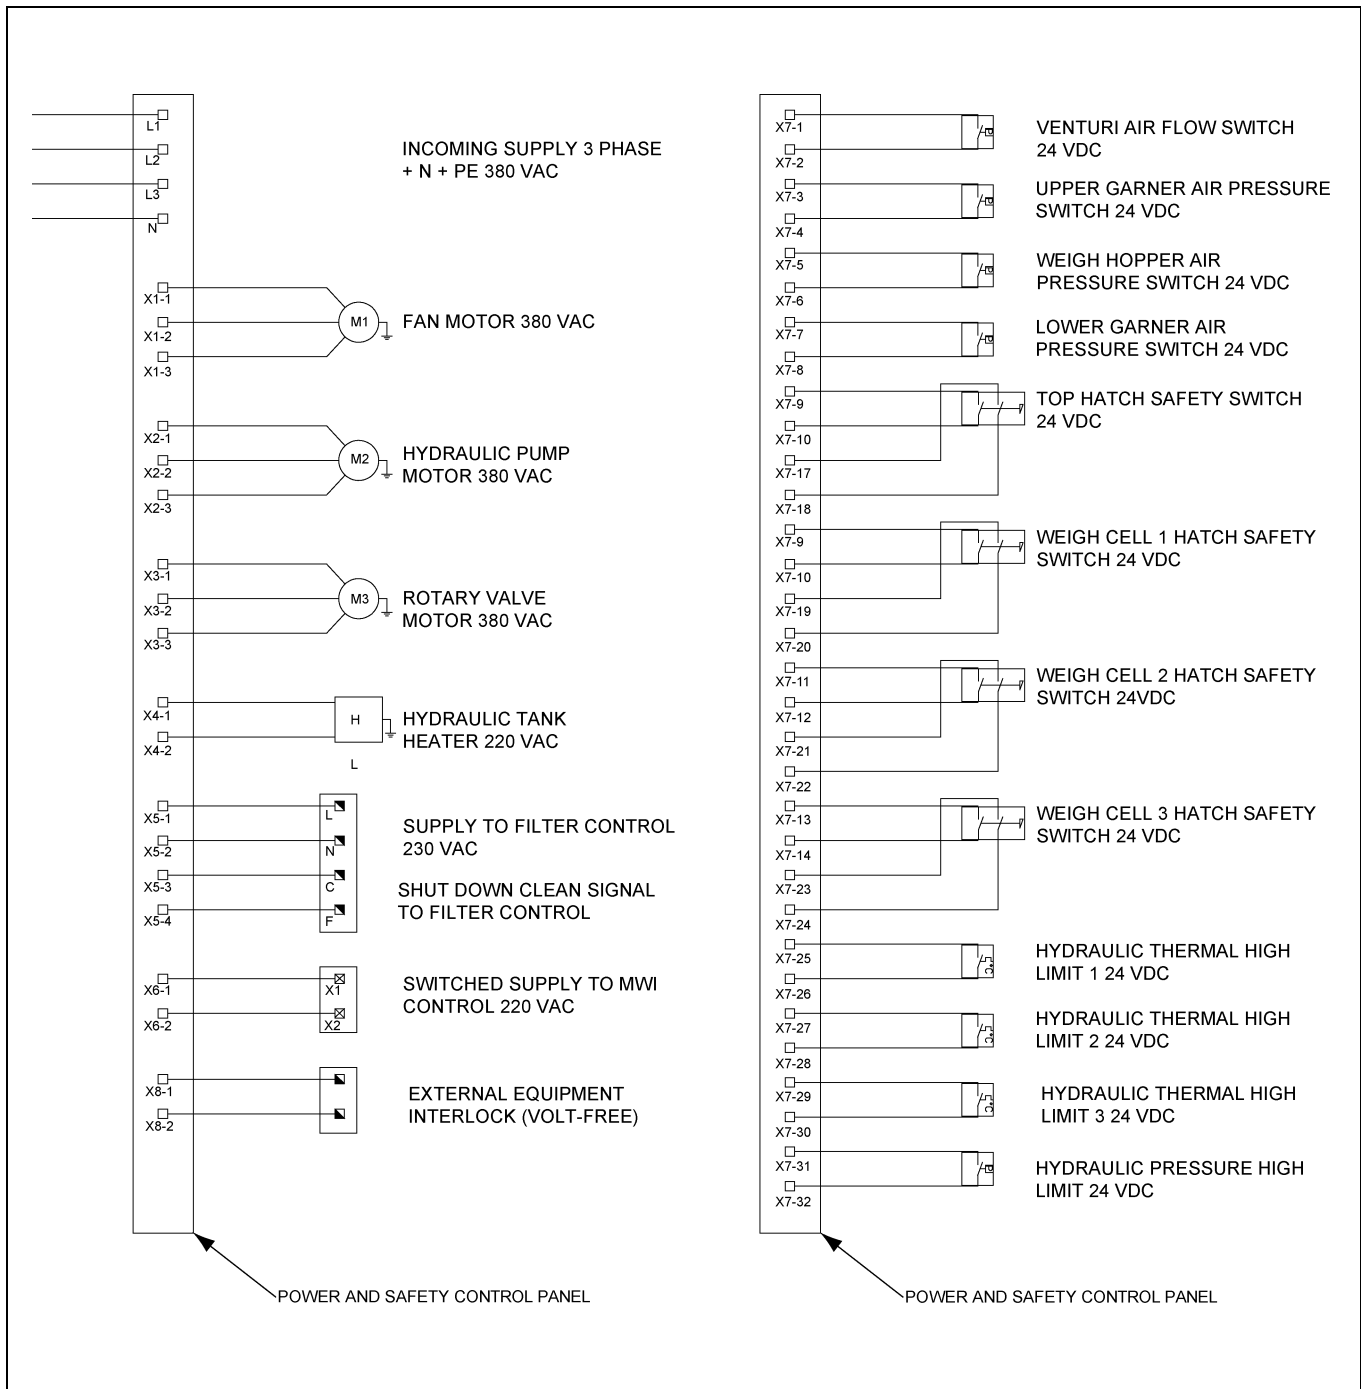 L1
L2
L3
N
INCOMING SUPPLY 3 PHASE
+ N + PE 380 VAC
X1-1
X1-2
X1-3
M1
FAN MOTOR 380 VAC
X2-1
X2-2
X2-3
M2
HYDRAULIC PUMP
MOTOR 380 VAC
X3-1
X3-2
X3-3
M3
ROTARY VALVE
MOTOR 380 VAC
X4-1
X4-2
H
L
HYDRAULIC TANK
HEATER 220 VAC
X5-1
X5-2
X5-3
X5-4
L
N
C
F
SUPPLY TO FILTER CONTROL
230 VAC
SHUT DOWN CLEAN SIGNAL
TO FILTER CONTROL
X6-1
X6-2
X1
X2
SWITCHED SUPPLY TO MWI
CONTROL 220 VAC
X8-1
X8-2
EXTERNAL EQUIPMENT
INTERLOCK (VOLT-FREE)
POWER AND SAFETY CONTROL PANEL
X7-1
X7-2
P
VENTURI AIR FLOW SWITCH
24 VDC
X7-3
X7-4
P
UPPER GARNER AIR PRESSURE
SWITCH 24 VDC
X7-5
X7-6
P
WEIGH HOPPER AIR
PRESSURE SWITCH 24 VDC
X7-7
X7-8
P
LOWER GARNER AIR
PRESSURE SWITCH 24 VDC
X7-9
X7-10
X7-17
X7-18
TOP HATCH SAFETY SWITCH
24 VDC
X7-9
X7-10
X7-19
X7-20
WEIGH CELL 1 HATCH SAFETY
SWITCH 24 VDC
X7-11
X7-12
X7-21
X7-22
WEIGH CELL 2 HATCH SAFETY
SWITCH 24VDC
X7-13
X7-14
X7-23
X7-24
WEIGH CELL 3 HATCH SAFETY
SWITCH 24 VDC
X7-25
X7-26
°C
HYDRAULIC THERMAL HIGH
LIMIT 1 24 VDC
X7-27
X7-28
°C
HYDRAULIC THERMAL HIGH
LIMIT 2 24 VDC
X7-29
X7-30
°C
HYDRAULIC THERMAL HIGH
LIMIT 3 24 VDC
X7-31
X7-32
P
HYDRAULIC PRESSURE HIGH
LIMIT 24 VDC
POWER AND SAFETY CONTROL PANEL